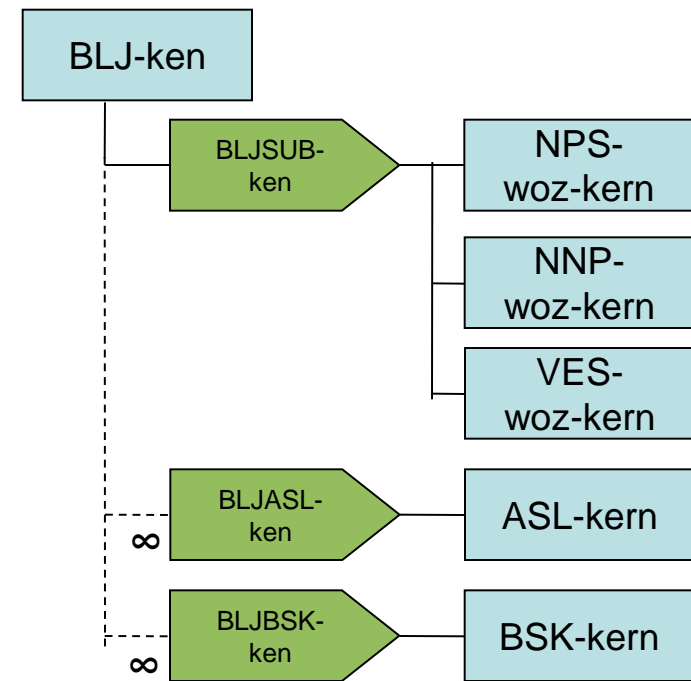 BLJ-ken
BLJSUB-
ken
NPS-
woz-kern
NNP-
woz-kern
VES-
woz-kern
∞
BLJASL-
ken
ASL-kern
∞
BLJBSK-
ken
BSK-kern